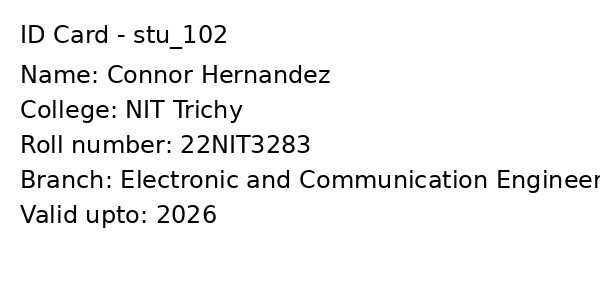 ID Card - stu_102
Name: Connor Hernandez
College: NIT Trichy
Roll number: 22NIT3283
Branch: Electronic and Communication Engineer
Valid upto: 2026